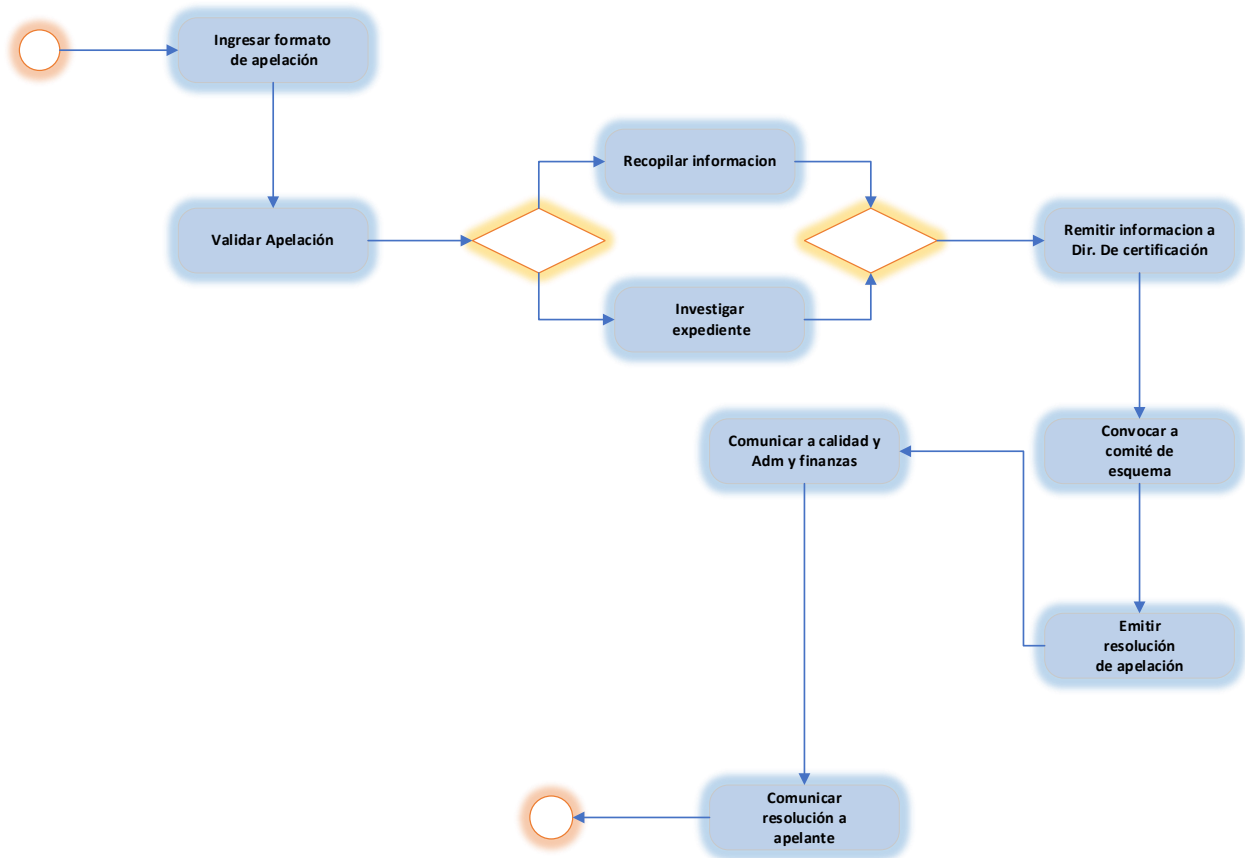 Ingresar formato
de apelación
Validar Apelación
Recopilar informacion
Investigar
expediente
Remitir informacion a
Dir. De certificación
Convocar a
comité de
esquema
Emitir
resolución
de apelación
Comunicar a calidad y
Adm y finanzas
Comunicar
resolución a
apelante